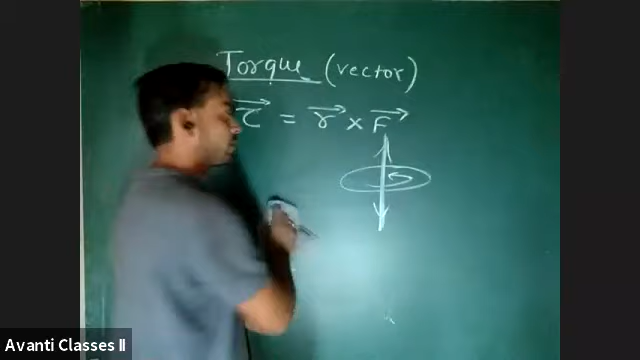 Torque (vector)
τ⃗ = r⃗ × F⃗
Avanti Classes II